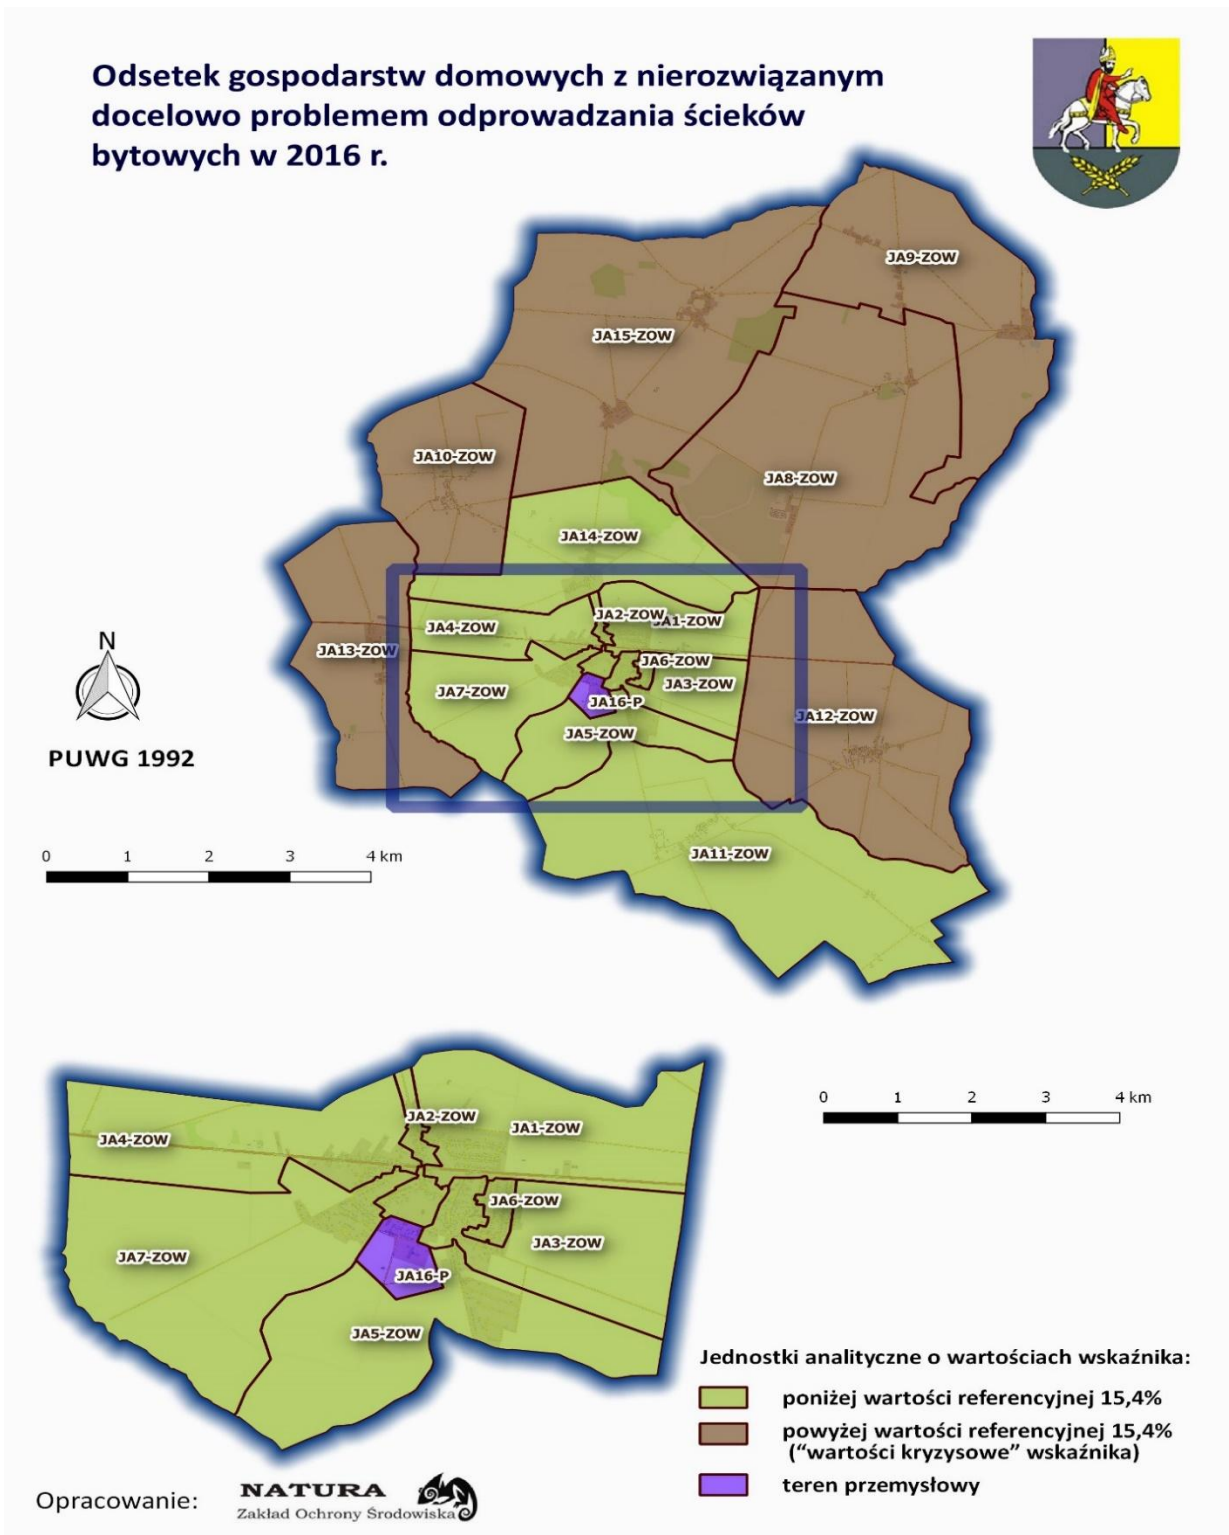 Odsetek gospodarstw domowych z nierozwiązanym
docelowo problemem odprowadzania ścieków
bytowych w 2016 r.
JA9-ZOW
JA15-ZOW
JA10-ZOW
JA8-ZOW
JA14-ZOW
JA2-ZOW
JA1-ZOW
JA4-ZOW
JA13-ZOW
JA6-ZOW
JA3-ZOW
JA7-ZOW
JA16-P
JA12-ZOW
JA5-ZOW
JA11-ZOW
N
PUWG 1992
0 1 2 3 4 km
JA2-ZOW
JA1-ZOW
JA4-ZOW
JA6-ZOW
JA3-ZOW
JA7-ZOW
JA16-P
JA5-ZOW
0 1 2 3 4 km
Jednostki analityczne o wartościach wskaźnika:
poniżej wartości referencyjnej 15,4%
powyżej wartości referencyjnej 15,4%
(“wartości kryzysowe” wskaźnika)
teren przemysłowy
Opracowanie:
NATURA
Zakład Ochrony Środowiska